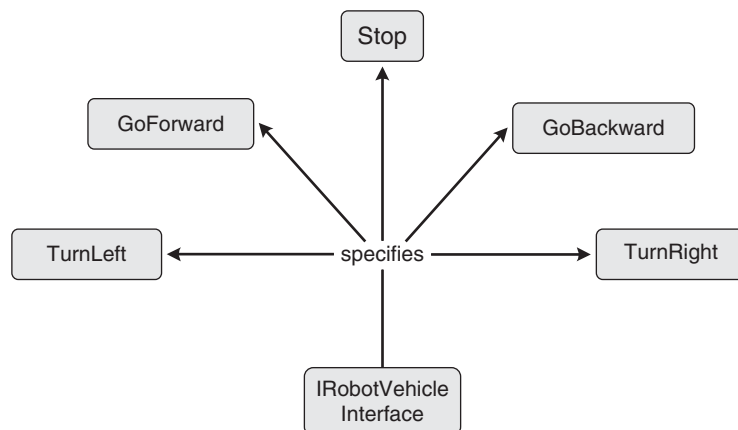 Stop
GoForward
GoBackward
TurnLeft
specifies
TurnRight
IRobotVehicle
Interface